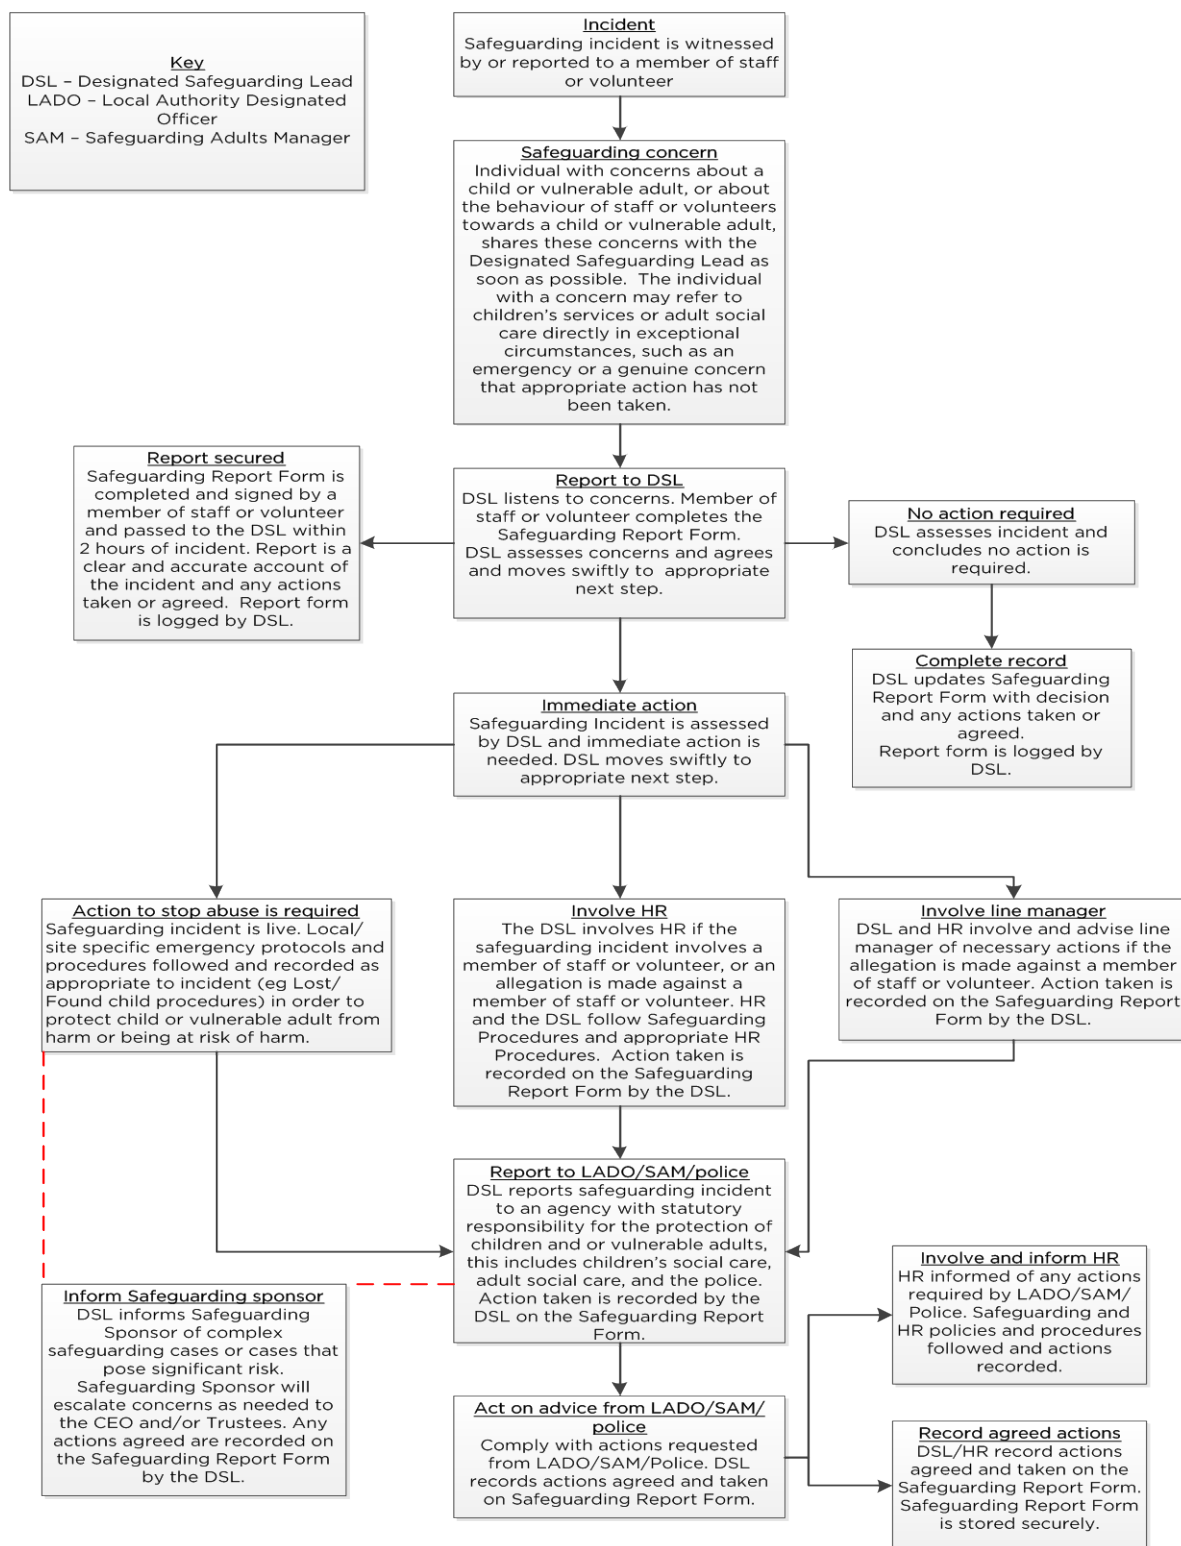 Key
DSL – Designated Safeguarding Lead
LADO – Local Authority Designated
Officer
SAM – Safeguarding Adults Manager
Incident
Safeguarding incident is witnessed
by or reported to a member of staff
or volunteer
Safeguarding concern
Individual with concerns about a
child or vulnerable adult, or about
the behaviour of staff or volunteers
towards a child or vulnerable adult,
shares these concerns with the
Designated Safeguarding Lead as
soon as possible.  The individual
with a concern may refer to
children's services or adult social
care directly in exceptional
circumstances, such as an
emergency or a genuine concern
that appropriate action has not
been taken.
Report secured
Safeguarding Report Form is
completed and signed by a
member of staff or volunteer
and passed to the DSL within
2 hours of incident. Report is a
clear and accurate account of
the incident and any actions
taken or agreed.  Report form
is logged by DSL.
Report to DSL
DSL listens to concerns. Member of
staff or volunteer completes the
Safeguarding Report Form.
DSL assesses concerns and agrees
and moves swiftly to  appropriate
next step.
No action required
DSL assesses incident and
concludes no action is
required.
Complete record
DSL updates Safeguarding
Report Form with decision
and any actions taken or
agreed.
Report form is logged by
DSL.
Immediate action
Safeguarding Incident is assessed
by DSL and immediate action is
needed. DSL moves swiftly to
appropriate next step.
Action to stop abuse is required
Safeguarding incident is live. Local/
site specific emergency protocols and
procedures followed and recorded as
appropriate to incident (eg Lost/
Found child procedures) in order to
protect child or vulnerable adult from
harm or being at risk of harm.
Involve HR
The DSL involves HR if the
safeguarding incident involves a
member of staff or volunteer, or an
allegation is made against a
member of staff or volunteer. HR
and the DSL follow Safeguarding
Procedures and appropriate HR
Procedures.  Action taken is
recorded on the Safeguarding
Report Form by the DSL.
Involve line manager
DSL and HR involve and advise line
manager of necessary actions if the
allegation is made against a member
of staff or volunteer. Action taken is
recorded on the Safeguarding Report
Form by the DSL.
Report to LADO/SAM/police
DSL reports safeguarding incident
to an agency with statutory
responsibility for the protection of
children and or vulnerable adults,
this includes children's social care,
adult social care, and the police.
Action taken is recorded by the
DSL on the Safeguarding Report
Form.
Inform Safeguarding sponsor
DSL informs Safeguarding
Sponsor of complex
safeguarding cases or cases that
pose significant risk.
Safeguarding Sponsor will
escalate concerns as needed to
the CEO and/or Trustees. Any
actions agreed are recorded on
the Safeguarding Report Form
by the DSL.
Act on advice from LADO/SAM/
police
Comply with actions requested
from LADO/SAM/Police. DSL
records actions agreed and taken
on Safeguarding Report Form.
Involve and inform HR
HR informed of any actions
required by LADO/SAM/
Police. Safeguarding and
HR policies and procedures
followed and actions
recorded.
Record agreed actions
DSL/HR record actions
agreed and taken on the
Safeguarding Report Form.
Safeguarding Report Form
is stored securely.